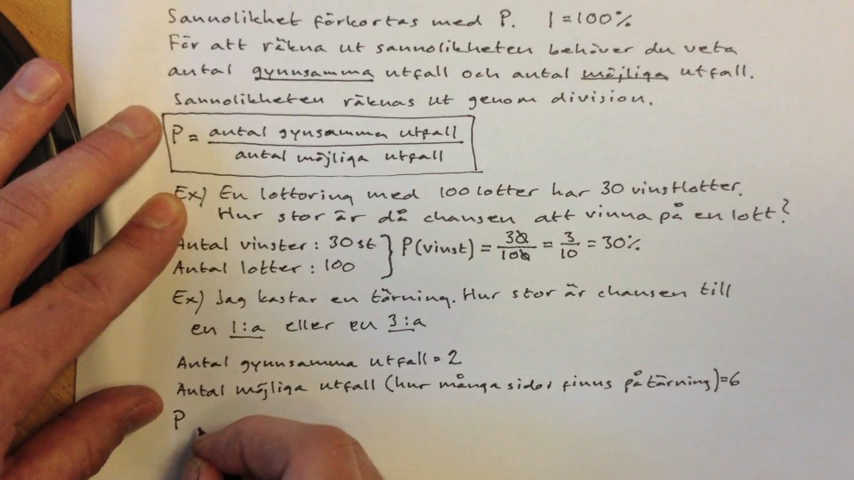 Sannolikhet förkortas med P. 1=100%
För att räkna ut sannolikheten behöver du veta
antal gynnsamma utfall och antal möjliga utfall.
Sannolikheten räknas ut genom division.
P = antal gynsamma utfall / antal möjliga utfall
Ex) En lottoring med 100 lotter har 30 vinstlotter.
Hur stor är då chansen att vinna på en lott?
Antal vinster : 30 st } P(vinst) = 30/100 = 3/10 = 30%
Antal lotter : 100
Ex) Jag kastar en törning. Hur stor är chansen till
en 1:a eller en 3:a
Antal gynnsamma utfall = 2
Antal möjliga utfall (hur många sidor finns på tärning)=6
P